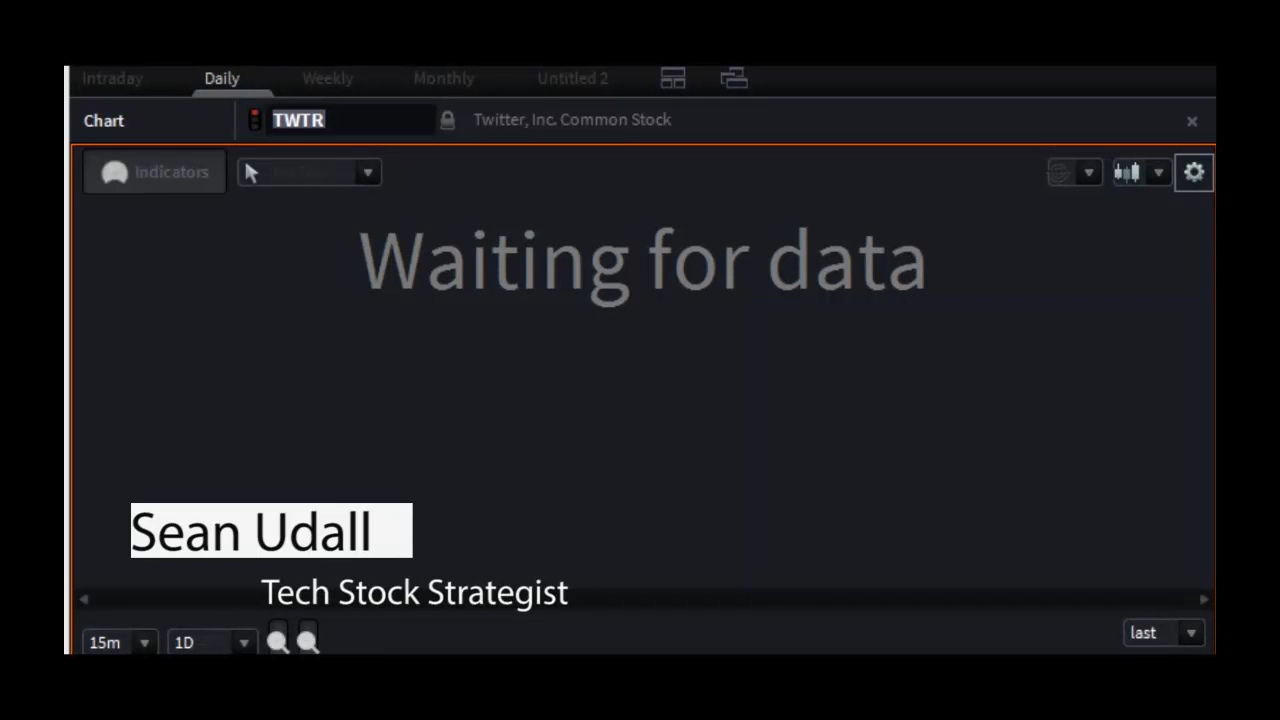 Intraday Daily Weekly Monthly Untitled 2
Chart TWTR Twitter, Inc. Common Stock
Indicators
Waiting for data
Sean Udall
Tech Stock Strategist
15m 1D last